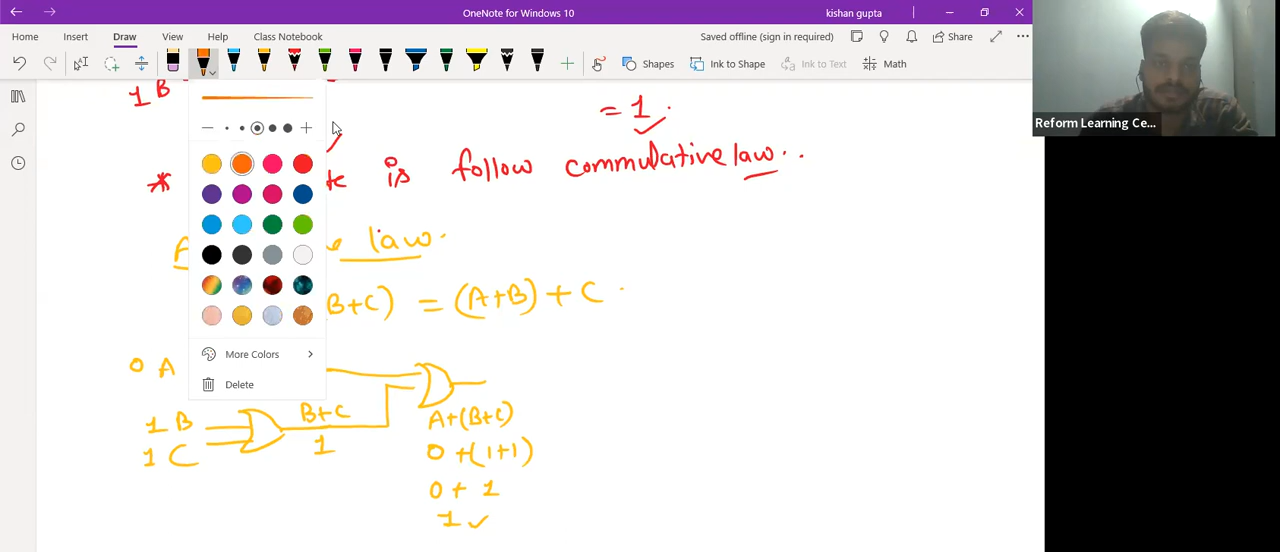 OneNote for Windows 10
kishan gupta
Home Insert Draw View Help Class Notebook
Saved offline (sign in required)
Share
Shapes
Ink to Shape
Ink to Text
Math
1 B
= 1.
* is follow commutative law..
Reform Learning Ce...
law.
B+C) = (A+B) + C.
More Colors
Delete
0 A
1 B
1 C
B+C
1
A+(B+C)
0 +(1+1)
0 + 1
1 ✓